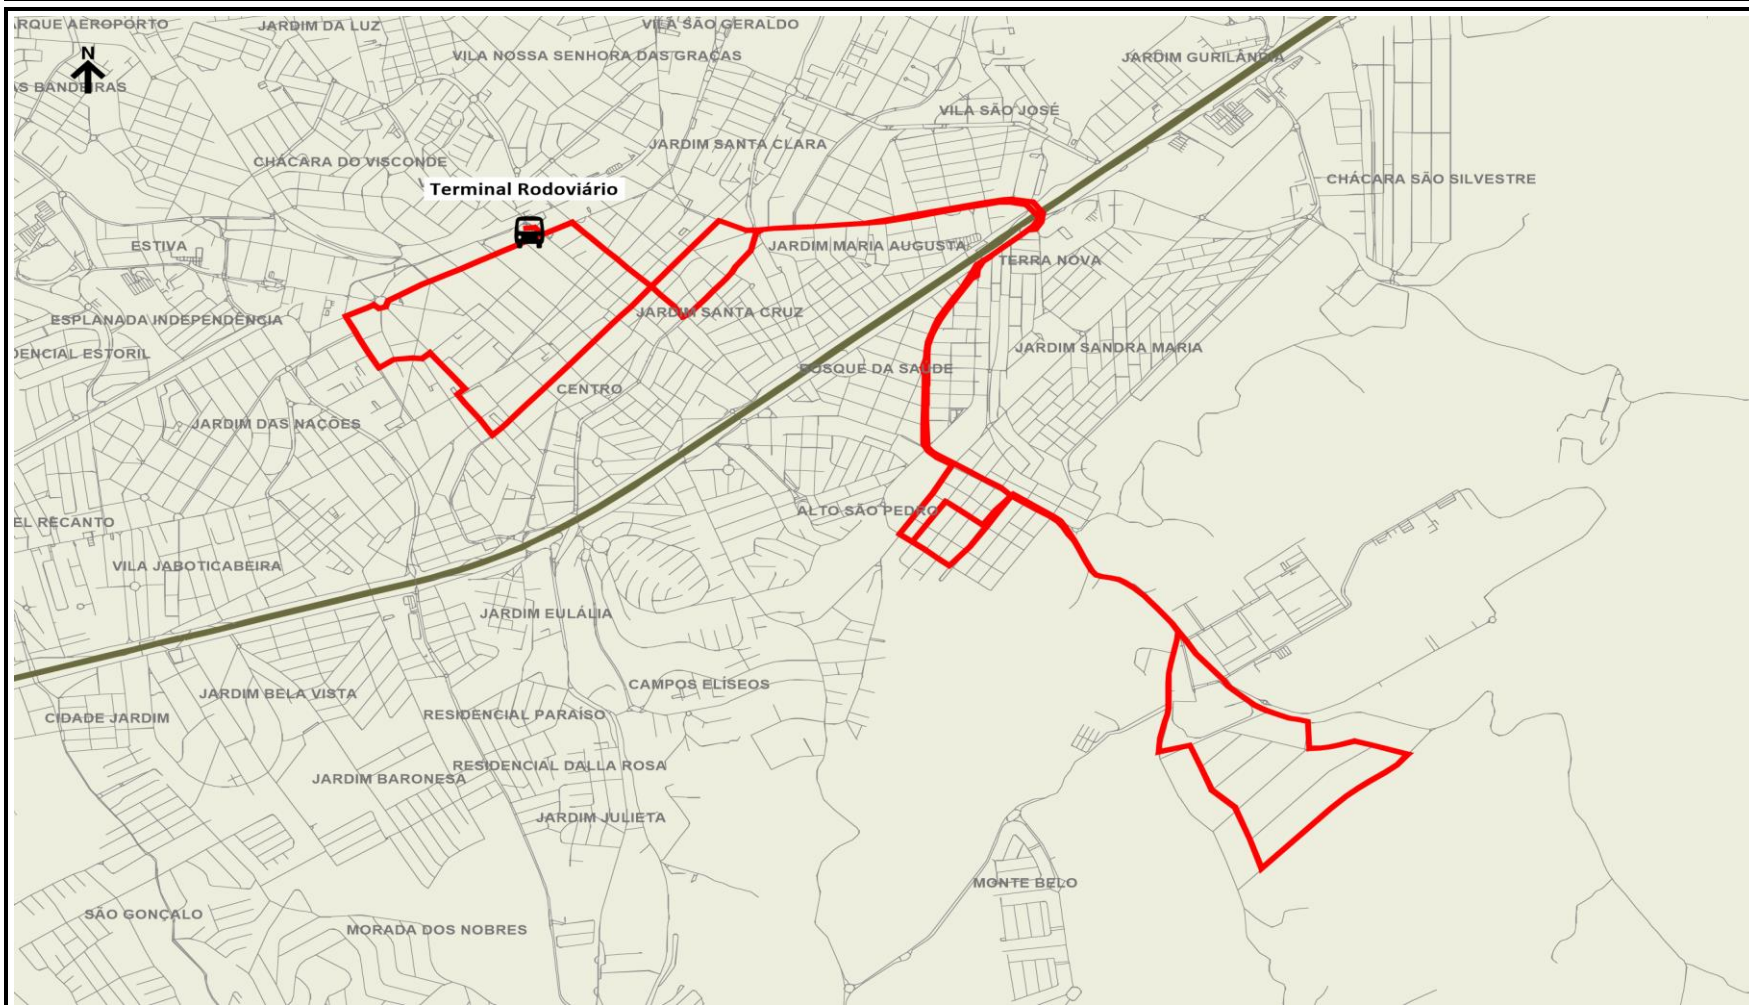 RQUE AEROPORTO
JARDIM DA LUZ
VILA SÃO GERALDO
N
VILA NOSSA SENHORA DAS GRAÇAS
JARDIM GURILÂNDIA
AS BANDEIRAS
VILA SÃO JOSÉ
JARDIM SANTA CLARA
CHÁCARA DO VISCONDE
CHÁCARA SÃO SILVESTRE
Terminal Rodoviário
ESTIVA
JARDIM MARIA AUGUSTA
TERRA NOVA
ESPLANADA INDEPENDÊNCIA
JARDIM SANTA CRUZ
DENCIAL ESTORIL
JARDIM SANDRA MARIA
BOSQUE DA SAÚDE
CENTRO
JARDIM DAS NAÇÕES
EL RECANTO
ALTO SÃO PEDRO
VILA JABOTICABEIRA
JARDIM EULÁLIA
CAMPOS ELÍSEOS
JARDIM BELA VISTA
CIDADE JARDIM
RESIDENCIAL PARAÍSO
RESIDENCIAL DALLA ROSA
JARDIM BARONESA
JARDIM JULIETA
MONTE BELO
SÃO GONÇALO
MORADA DOS NOBRES